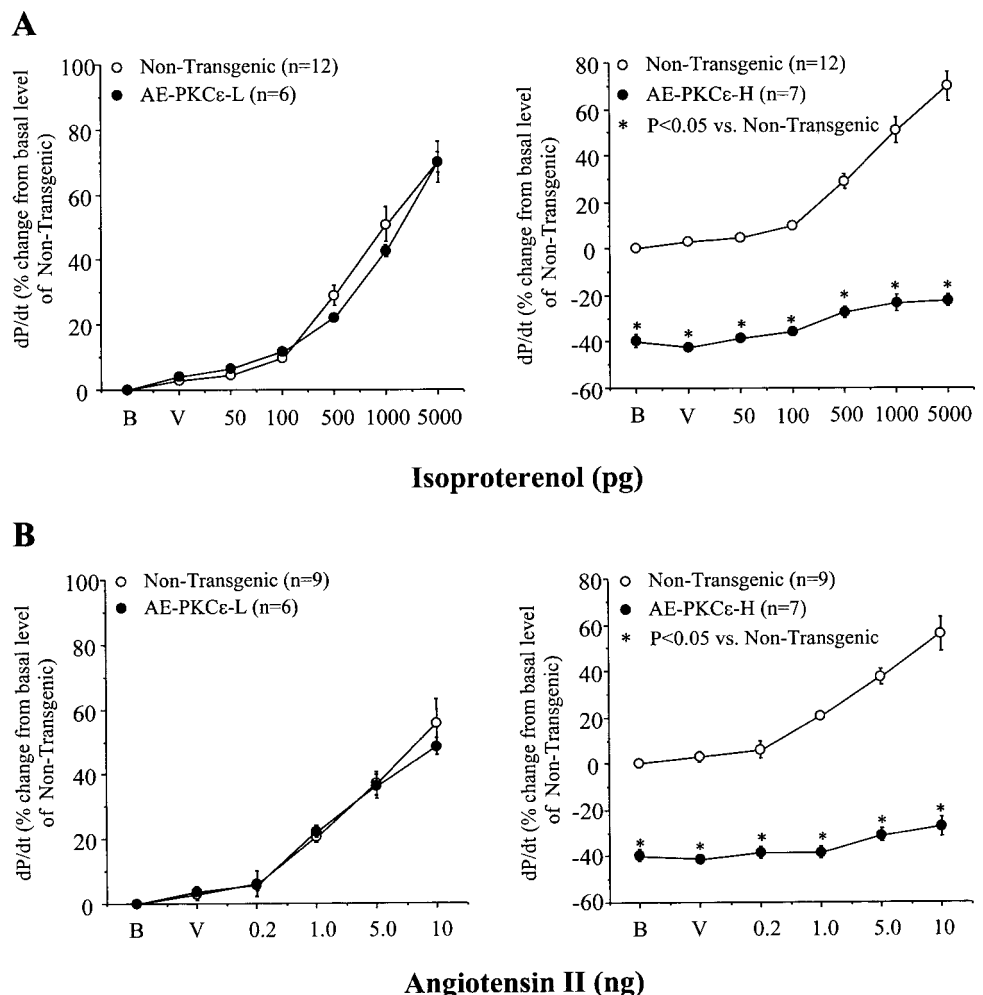 A
dP/dt (% change from basal level
of Non-Transgenic)
100
80
60
40
20
0
Non-Transgenic (n=12)
AE-PKCε-L (n=6)
B V 50 100 500 1000 5000
dP/dt (% change from basal level
of Non-Transgenic)
80
60
40
20
0
-20
-40
-60
Non-Transgenic (n=12)
AE-PKCε-H (n=7)
* P<0.05 vs. Non-Transgenic
* * * * * * *
B V 50 100 500 1000 5000
Isoproterenol (pg)
B
dP/dt (% change from basal level
of Non-Transgenic)
100
80
60
40
20
0
Non-Transgenic (n=9)
AE-PKCε-L (n=6)
B V 0.2 1.0 5.0 10
dP/dt (% change from basal level
of Non-Transgenic)
80
60
40
20
0
-20
-40
-60
Non-Transgenic (n=9)
AE-PKCε-H (n=7)
* P<0.05 vs. Non-Transgenic
* * * * * *
B V 0.2 1.0 5.0 10
Angiotensin II (ng)